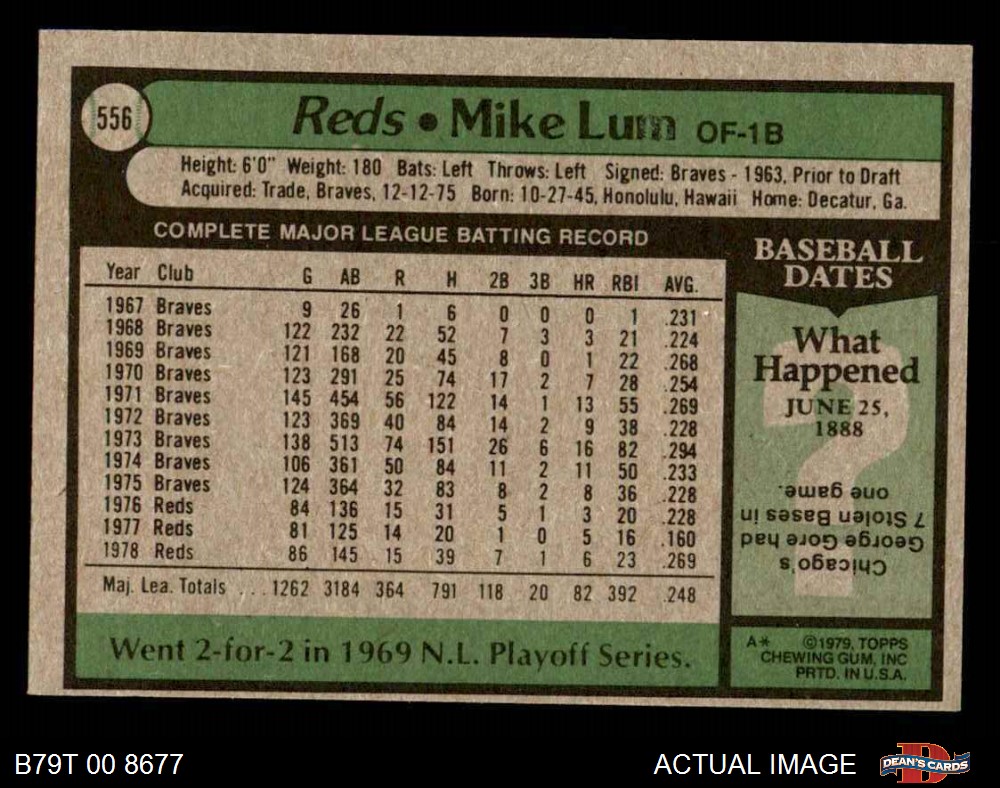 556
Reds • Mike Lum OF-1B
Height: 6'0" Weight: 180 Bats: Left Throws: Left Signed: Braves - 1963, Prior to Draft
Acquired: Trade, Braves, 12-12-75 Born: 10-27-45, Honolulu, Hawaii Home: Decatur, Ga.
COMPLETE MAJOR LEAGUE BATTING RECORD
Year Club G AB R H 2B 3B HR RBI AVG.
1967 Braves 9 26 1 6 0 0 0 1 .231
1968 Braves 122 232 22 52 7 3 3 21 .224
1969 Braves 121 168 20 45 8 0 1 22 .268
1970 Braves 123 291 25 74 17 2 7 28 .254
1971 Braves 145 454 56 122 14 1 13 55 .269
1972 Braves 123 369 40 84 14 2 9 38 .228
1973 Braves 138 513 74 151 26 6 16 82 .294
1974 Braves 106 361 50 84 11 2 11 50 .233
1975 Braves 124 364 32 83 8 2 8 36 .228
1976 Reds 84 136 15 31 5 1 3 20 .228
1977 Reds 81 125 14 20 1 0 5 16 .160
1978 Reds 86 145 15 39 7 1 6 23 .269
Maj. Lea. Totals ... 1262 3184 364 791 118 20 82 392 .248
Went 2-for-2 in 1969 N.L. Playoff Series.
BASEBALL
DATES
What
Happened
JUNE 25,
1888
?
Chicago's
George Gore had
7 Stolen Bases in
one game.
A* ©1979, TOPPS
CHEWING GUM, INC
PRTD. IN U.S.A.
B79T 00 8677
ACTUAL IMAGE
D
DEAN'S CARDS